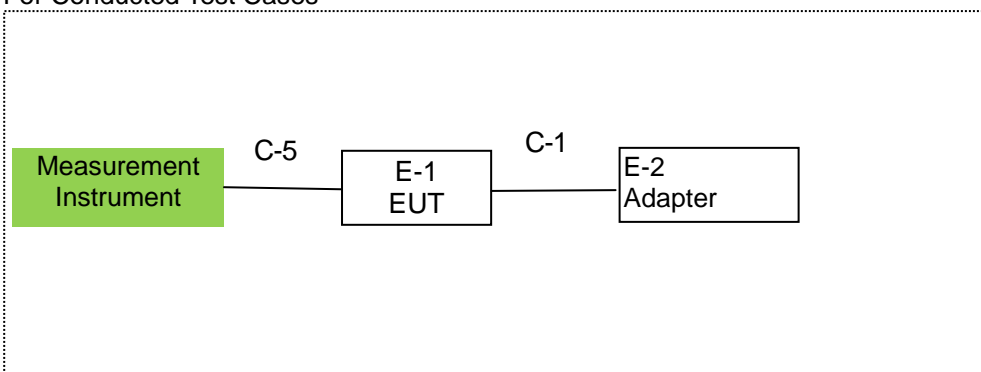 For Conducted Test Cases
C-5
C-1
Measurement
Instrument
E-1
EUT
E-2
Adapter